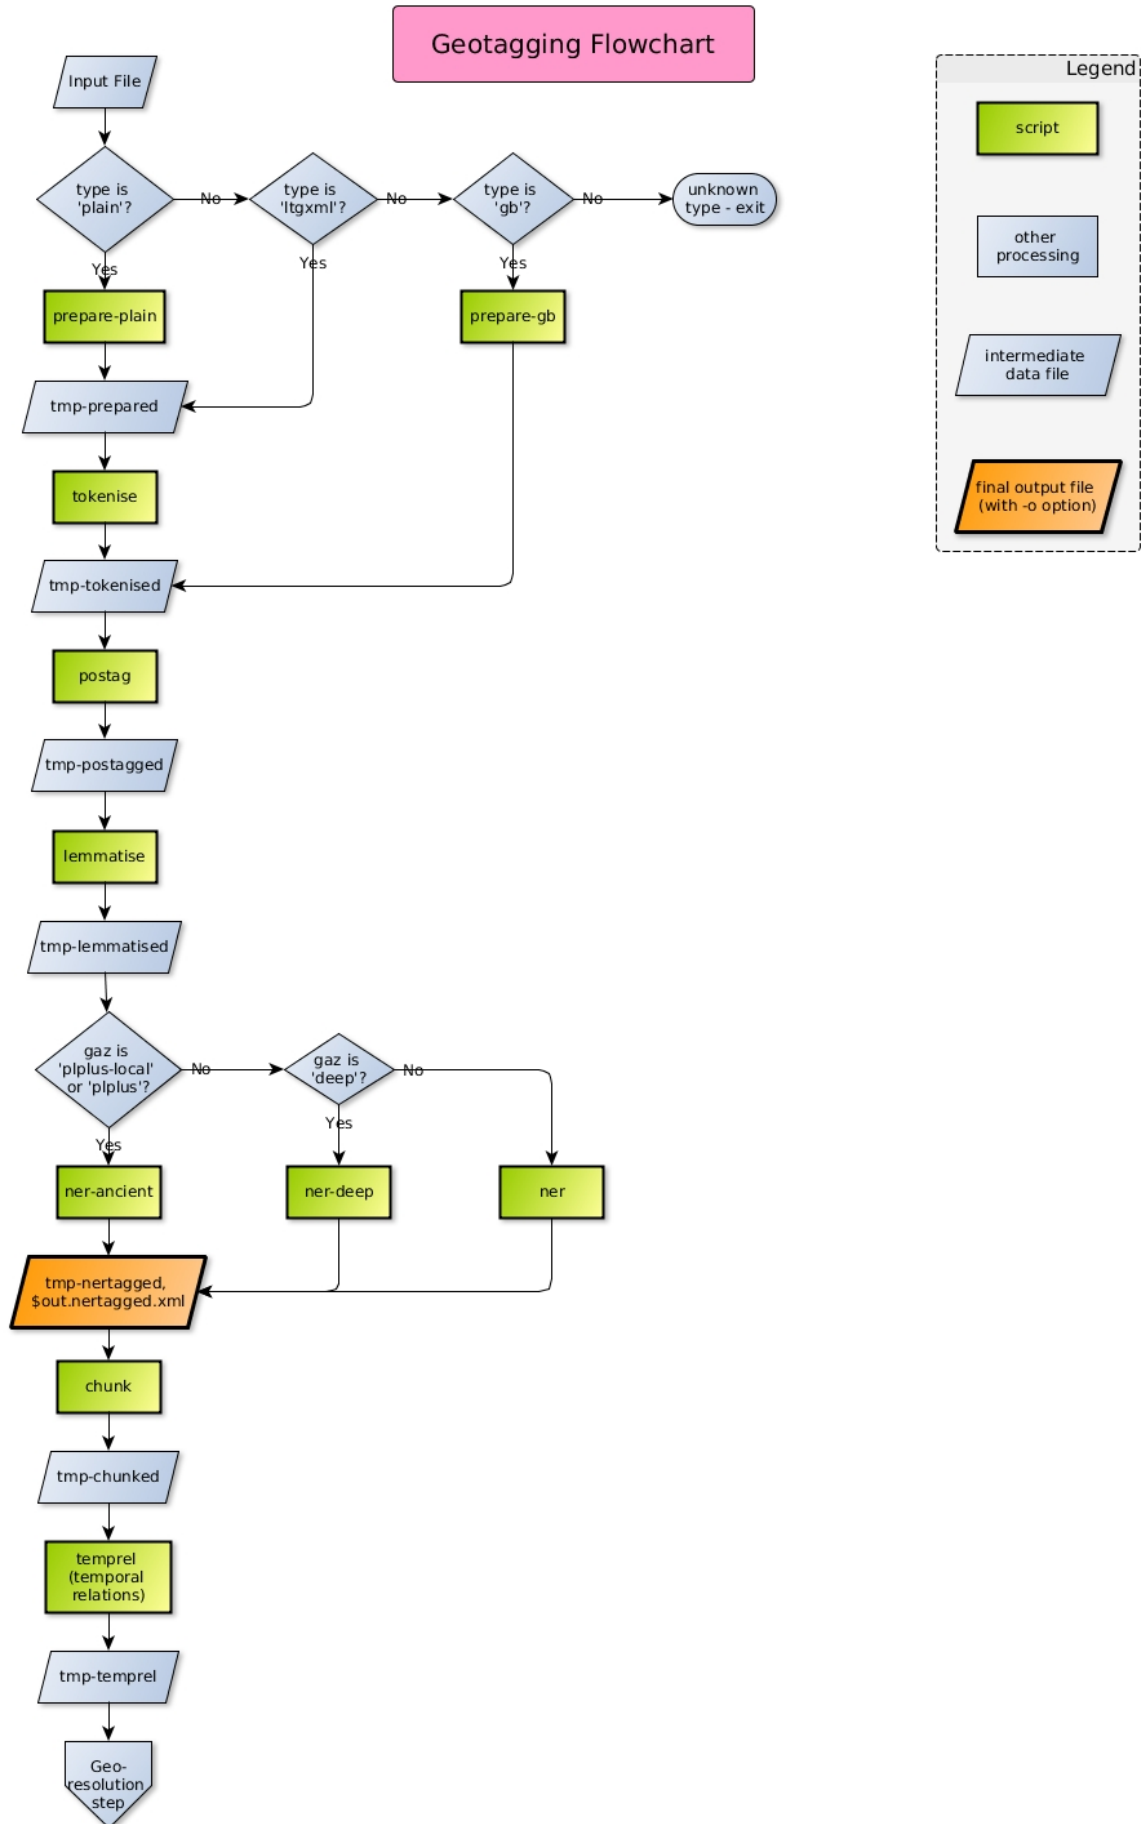 Geotagging Flowchart
Legend
script
other
processing
intermediate
data file
final output file
(with -o option)
Input File
type is
'plain'?
No
type is
'ltgxml'?
No
type is
'gb'?
No
unknown
type - exit
Yes
Yes
Yes
prepare-plain
prepare-gb
tmp-prepared
tokenise
tmp-tokenised
postag
tmp-postagged
lemmatise
tmp-lemmatised
gaz is
'plplus-local'
or 'plplus'?
No
gaz is
'deep'?
No
Yes
Yes
ner-ancient
ner-deep
ner
tmp-nertagged,
$out.nertagged.xml
chunk
tmp-chunked
temprel
(temporal
relations)
tmp-temprel
Geo-
resolution
step